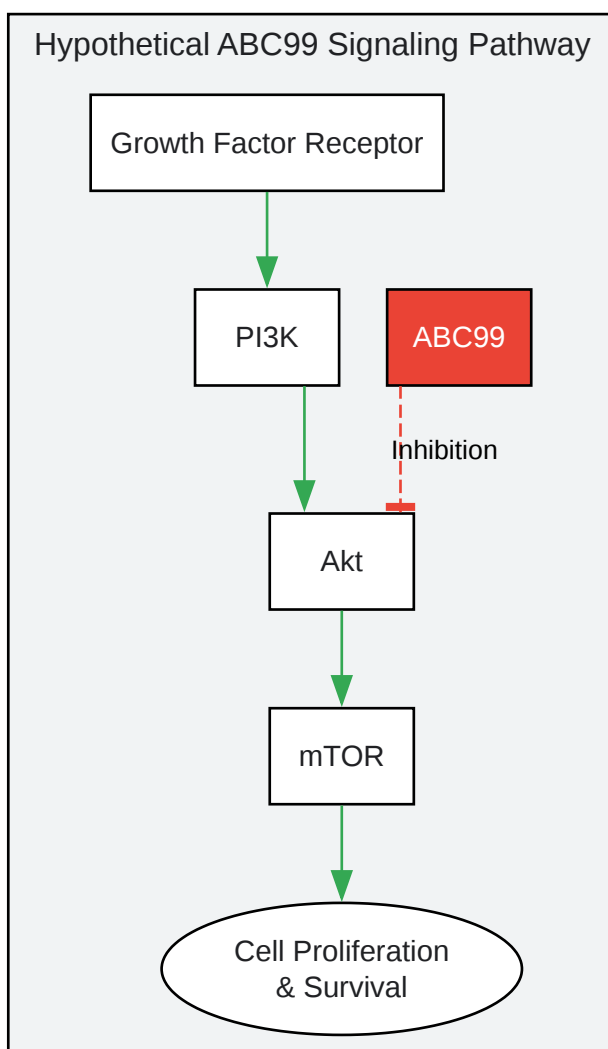 Hypothetical ABC99 Signaling Pathway
Growth Factor Receptor
PI3K
ABC99
Inhibition
Akt
mTOR
Cell Proliferation
& Survival